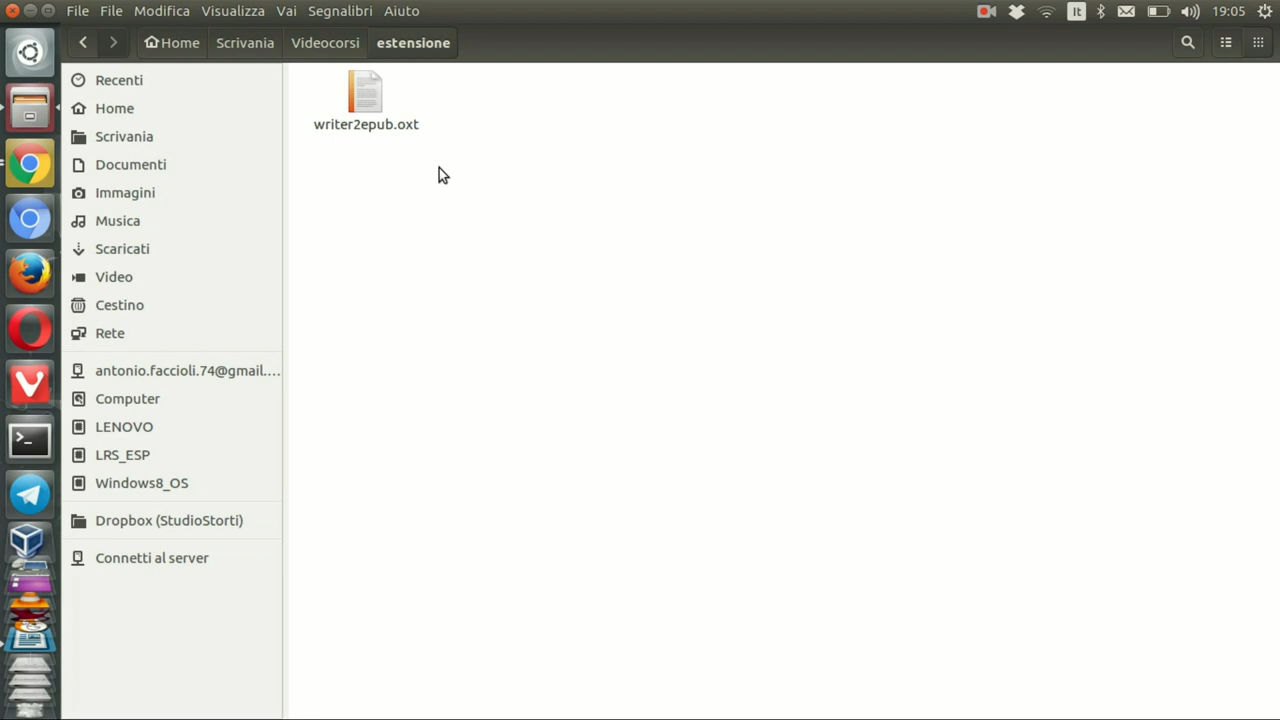 File File Modifica Visualizza Vai Segnalibri Aiuto It 19:05
Home Scrivania Videocorsi estensione
Recenti
Home
Scrivania
Documenti
Immagini
Musica
Scaricati
Video
Cestino
Rete
antonio.faccioli.74@gmail....
Computer
LENOVO
LRS_ESP
Windows8_OS
Dropbox (StudioStorti)
Connetti al server
writer2epub.oxt